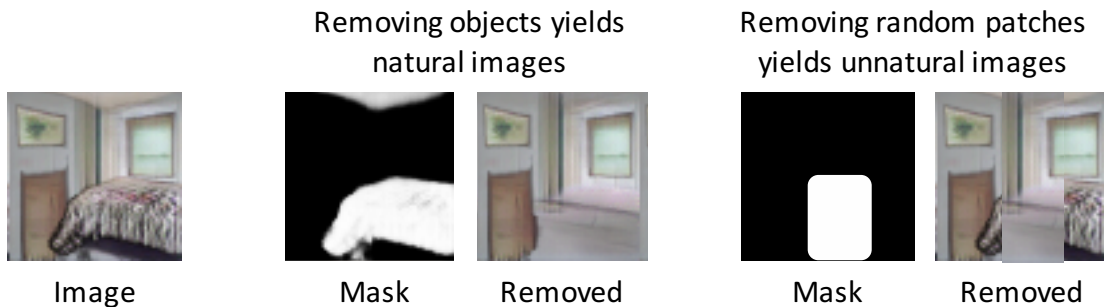 Removing objects yields
natural images
Removing random patches
yields unnatural images
Image
Mask
Removed
Mask
Removed